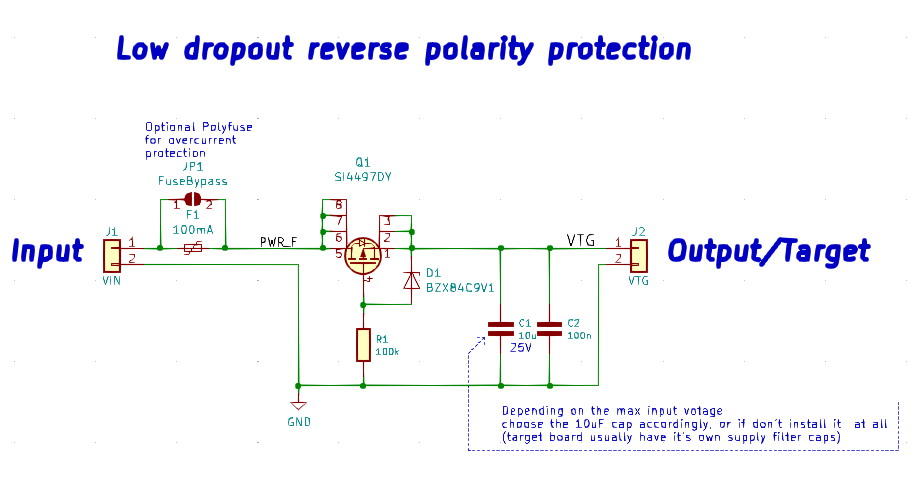 Low dropout reverse polarity protection
Optional Polyfuse
for overcurrent
protection
JP1
FuseBypass
1 2
F1
100mA
Q1
SI4497DY
8
7
6
5
3
2
1
J1
1
2
VIN
Input
PWR_F
VTG
J2
1
2
VTG
Output/Target
D1
BZX84C9V1
R1
100k
C1
10u
25V
C2
100n
GND
Depending on the max input votage
choose the 10uF cap accordingly, or if don't install it at all
(target board usually have it's own supply filter caps)